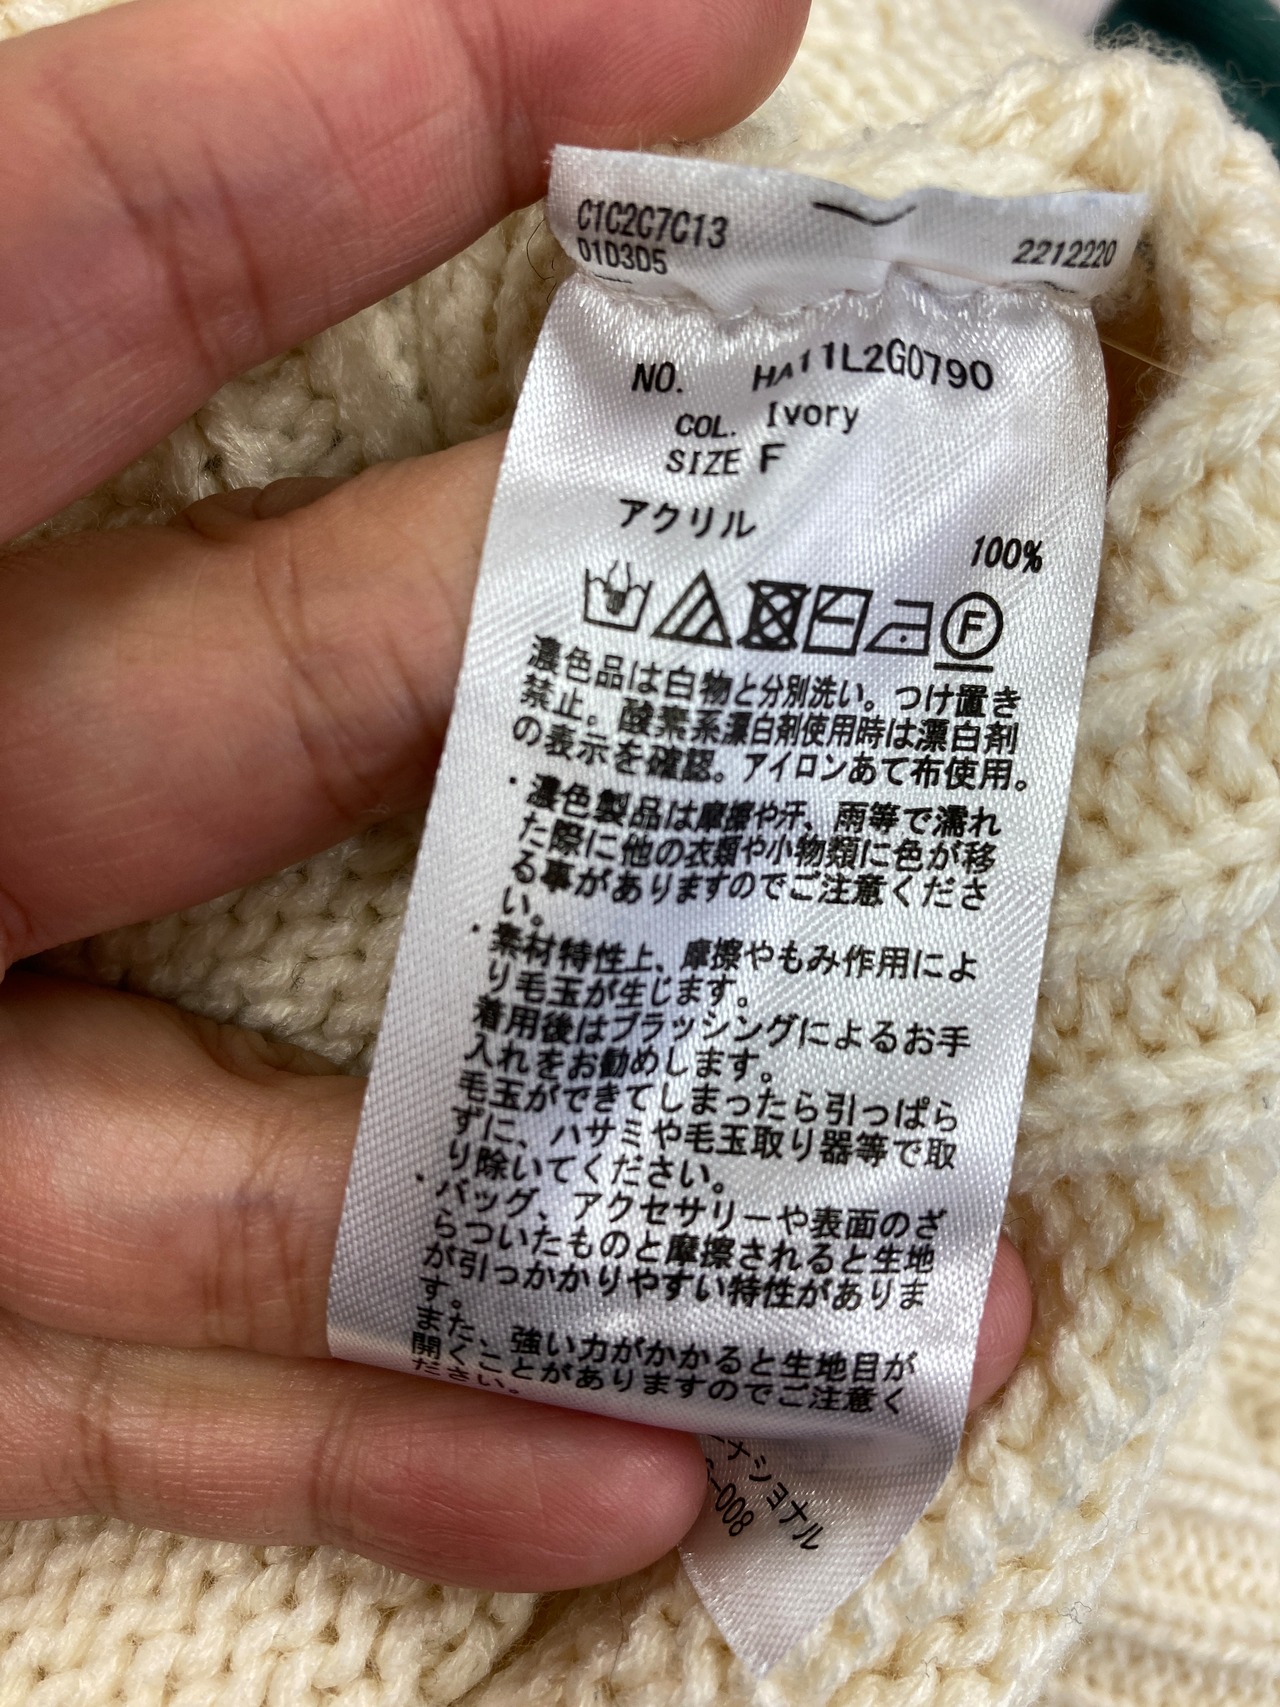 C1C2C7C13
D1D3D5
2212220
NO. HA11L2G0790
COL. Ivory
SIZE F
アクリル
100%
F
濃色品は白物と分別洗い。つけ置き
禁止。酸素系漂白剤使用時は漂白剤
の表示を確認。アイロンあて布使用。
・濃色製品は摩擦や汗、雨等で濡れ
た際に他の衣類や小物類に色が移
る事がありますのでご注意くださ
い。
・素材特性上、摩擦やもみ作用によ
り毛玉が生じます。
着用後はブラッシングによるお手
入れをお勧めします。
毛玉ができてしまったら引っぱら
ずに、ハサミや毛玉取り器等で取
り除いてください。
・バッグ、アクセサリーや表面のざ
らついたものと摩擦されると生地
が引っかかりやすい特性がありま
す。
また、強い力がかかると生地目が
開くことがありますのでご注意く
ださい。
ナショナル
-008